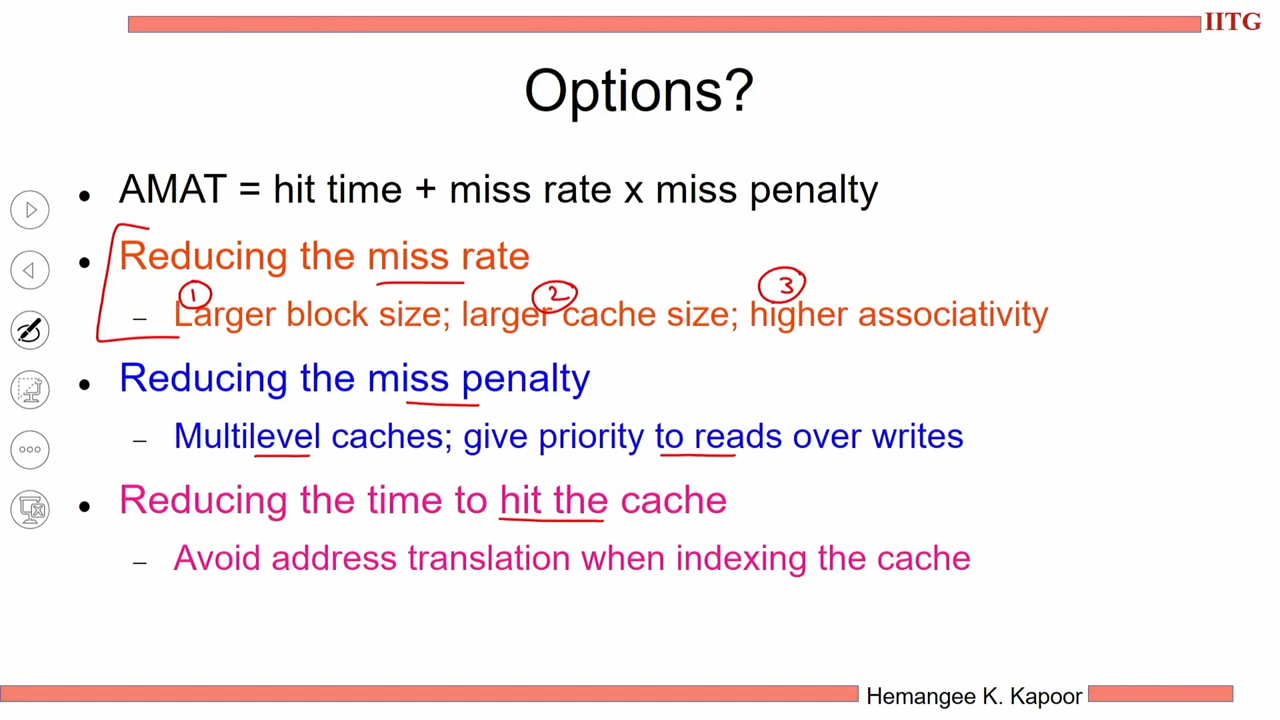 IITG
Options?
• AMAT = hit time + miss rate x miss penalty
• Reducing the miss rate
1 2 3
– Larger block size; larger cache size; higher associativity
• Reducing the miss penalty
– Multilevel caches; give priority to reads over writes
• Reducing the time to hit the cache
– Avoid address translation when indexing the cache
Hemangee K. Kapoor